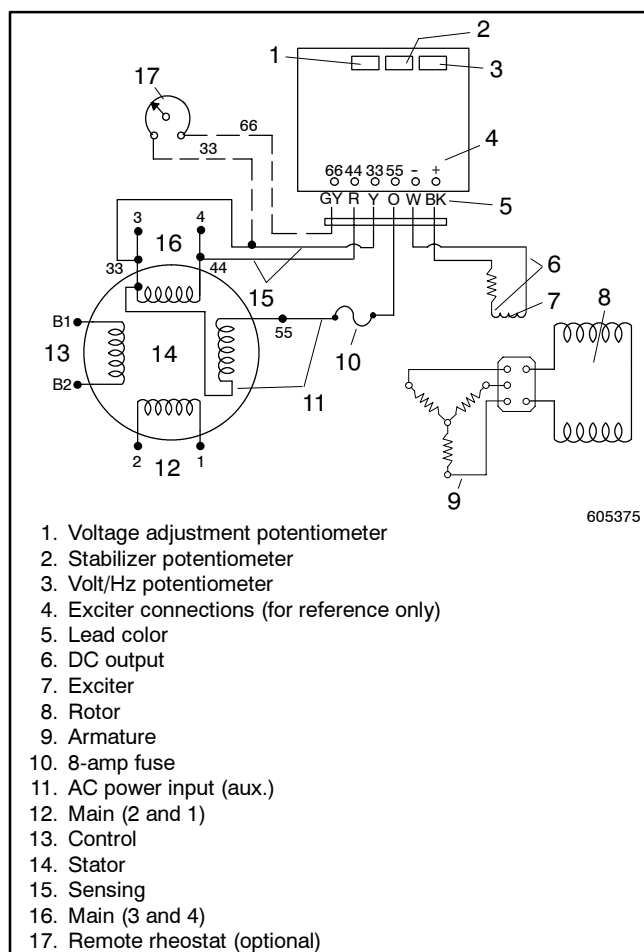 2
1
3
17
66
33
4
66 44 33 55 - +
GY R Y O W BK
5
3
4
16
33
44
15
6
7
8
B1
13
14
B2
55
10
11
2
12
1
9
605375
1. Voltage adjustment potentiometer
2. Stabilizer potentiometer
3. Volt/Hz potentiometer
4. Exciter connections (for reference only)
5. Lead color
6. DC output
7. Exciter
8. Rotor
9. Armature
10. 8-amp fuse
11. AC power input (aux.)
12. Main (2 and 1)
13. Control
14. Stator
15. Sensing
16. Main (3 and 4)
17. Remote rheostat (optional)